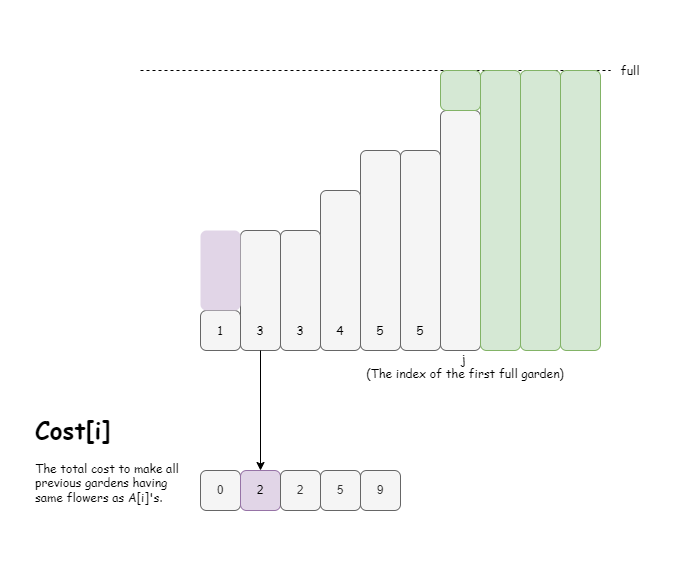 full
1 3 3 4 5 5
j
(The index of the first full garden)
Cost[i]
The total cost to make all
previous gardens having
same flowers as A[i]'s.
0 2 2 5 9